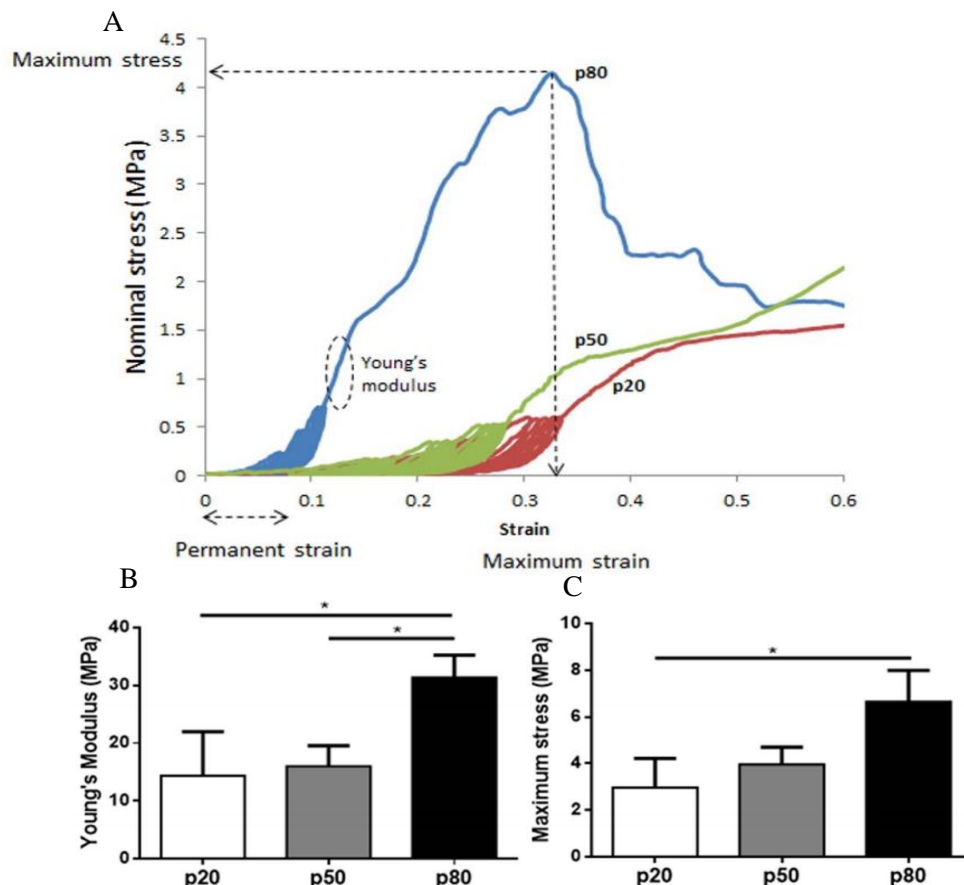 A
Maximum stress
4.5
4
3.5
3
2.5
2
1.5
1
0.5
0
Nominal stress (MPa)
p80
p50
p20
Young's
modulus
0 0.1 0.2 0.3 0.4 0.5 0.6
Strain
Permanent strain
Maximum strain
B
*
*
Young's Modulus (MPa)
40
30
20
10
0
p20 p50 p80
C
*
Maximum stress (MPa)
10
8
6
4
2
0
p20 p50 p80